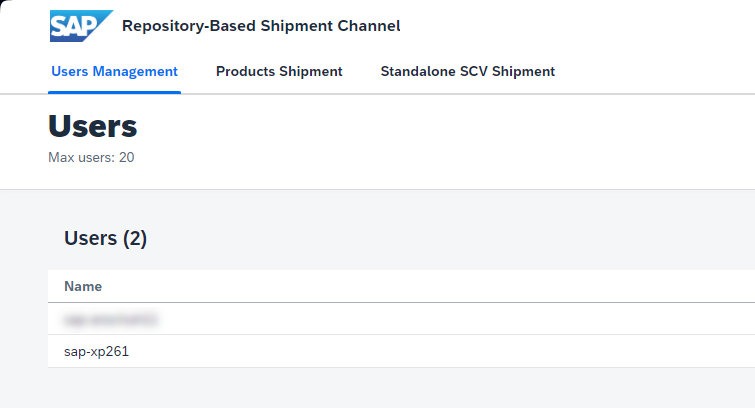 SAP Repository-Based Shipment Channel
Users Management Products Shipment Standalone SCV Shipment
Users
Max users: 20
Users (2)
Name
sap-xp261